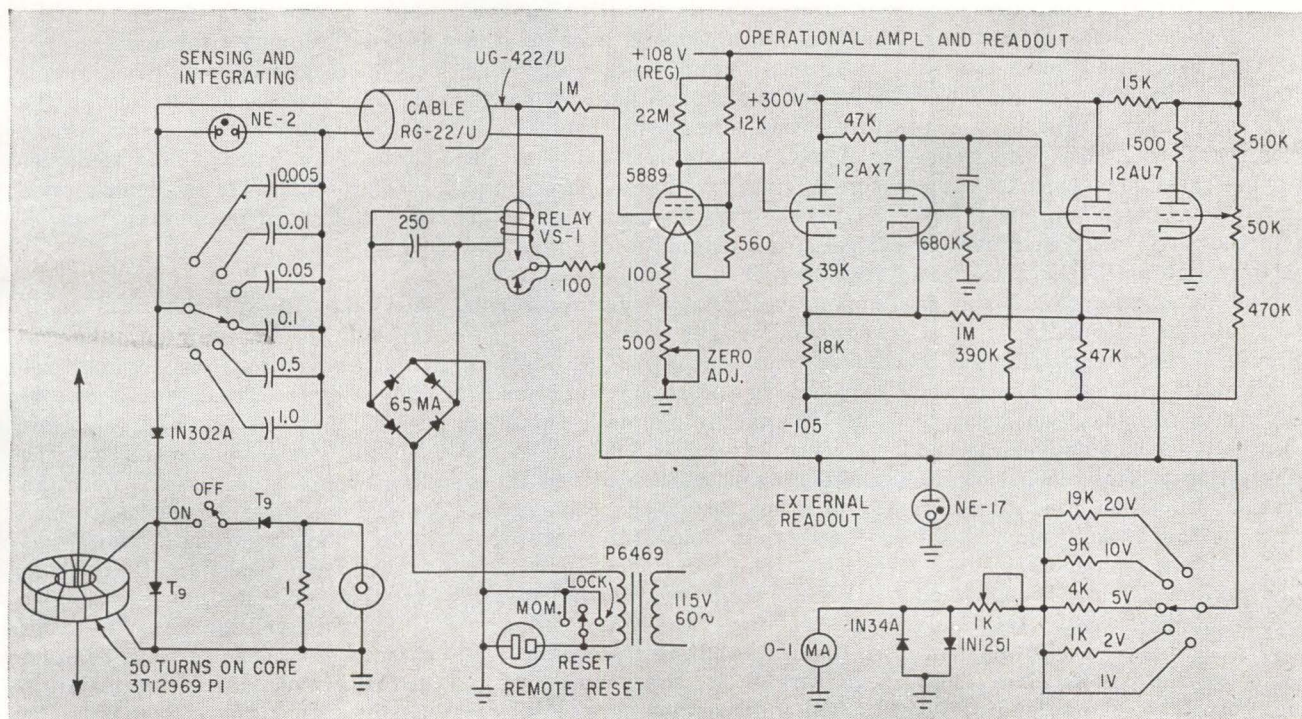 SENSING AND
INTEGRATING
UG-422/U
OPERATIONAL AMPL AND READOUT
NE-2
CABLE
RG-22/U
1M
+108 V
(REG)
22M
12K
+300V
15K
47K
1500
510K
5889
12AX7
12AU7
0.005
0.01
0.05
0.1
0.5
1.0
250
RELAY
VS-1
100
560
680K
50K
100
39K
500
ZERO
ADJ.
18K
1M
390K
47K
470K
-105
65 MA
1N302A
OFF
ON
T9
T9
1
EXTERNAL
READOUT
NE-17
19K
20V
9K
10V
4K
5V
1K
2V
1V
P6469
LOCK
MOM.
115V
60~
RESET
REMOTE RESET
0-1
MA
1N34A
1K
1N1251
50 TURNS ON CORE
3T12969 P1